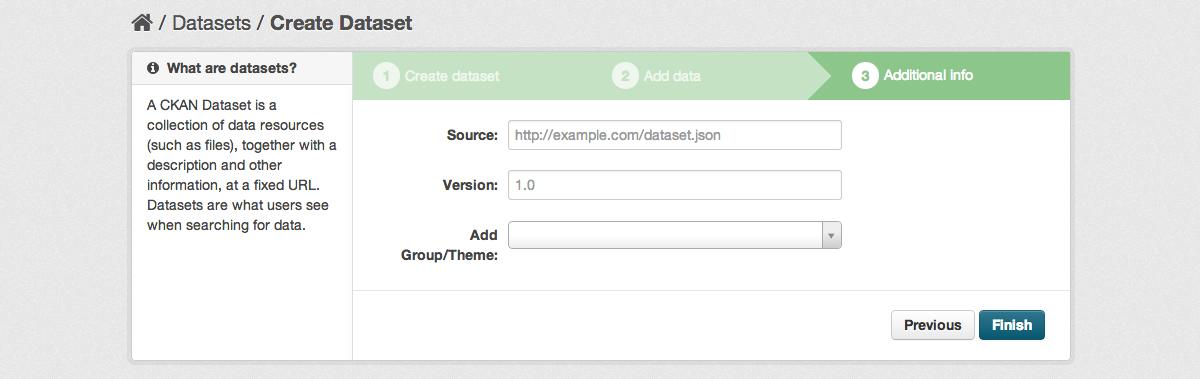 / Datasets / Create Dataset
What are datasets?
A CKAN Dataset is a
collection of data resources
(such as files), together with a
description and other
information, at a fixed URL.
Datasets are what users see
when searching for data.
1 Create dataset
2 Add data
3 Additional info
Source: http://example.com/dataset.json
Version: 1.0
Add
Group/Theme:
Previous
Finish